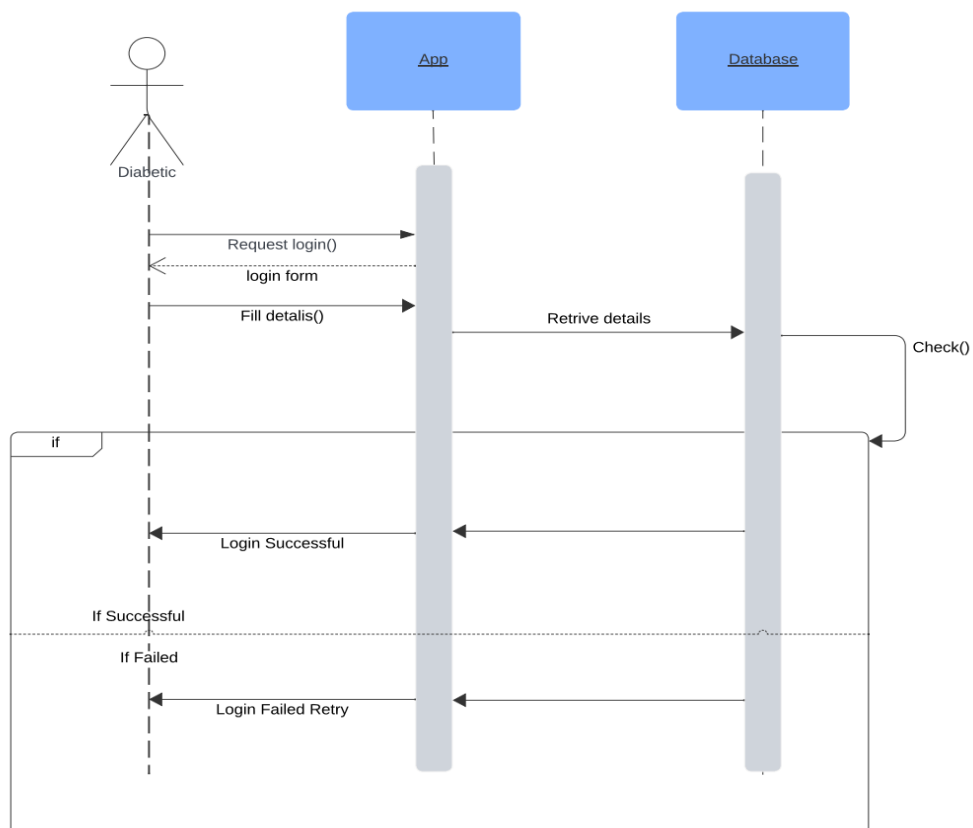 App
Database
Diabetic
Request login()
login form
Fill detalis()
Retrive details
Check()
if
Login Successful
If Successful
If Failed
Login Failed Retry